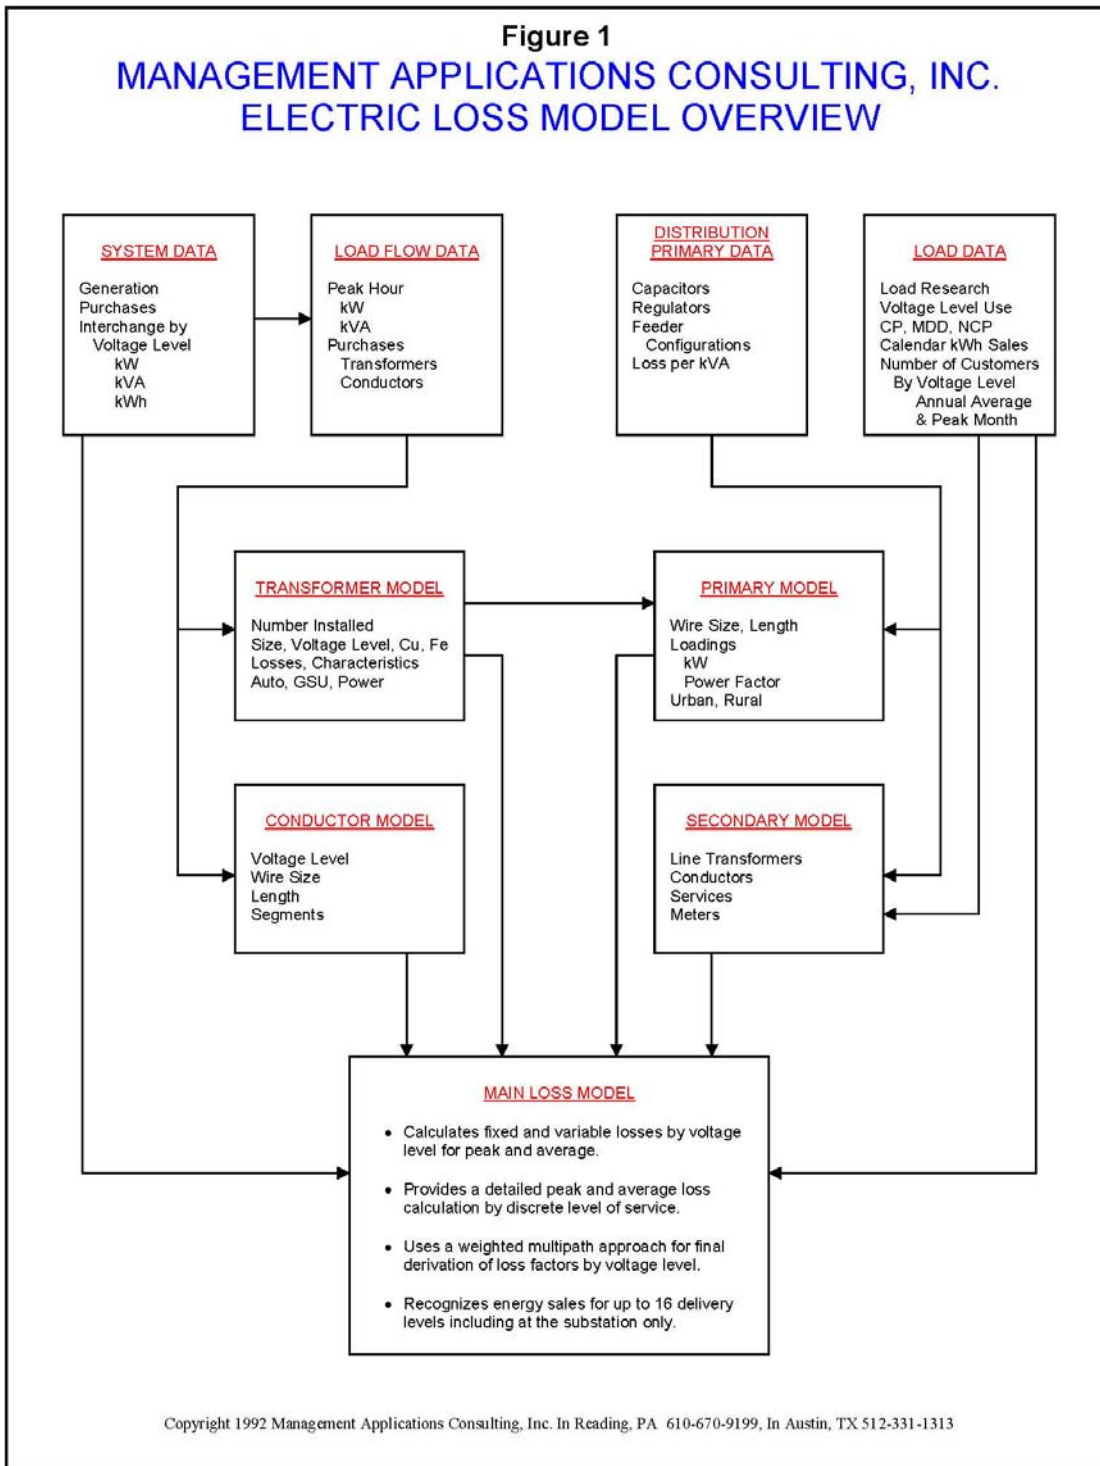 Figure 1
MANAGEMENT APPLICATIONS CONSULTING, INC.
ELECTRIC LOSS MODEL OVERVIEW
SYSTEM DATA
Generation
Purchases
Interchange by
Voltage Level
kW
kVA
kWh
LOAD FLOW DATA
Peak Hour
kW
kVA
Purchases
Transformers
Conductors
DISTRIBUTION
PRIMARY DATA
Capacitors
Regulators
Feeder
Configurations
Loss per kVA
LOAD DATA
Load Research
Voltage Level Use
CP, MDD, NCP
Calendar kWh Sales
Number of Customers
By Voltage Level
Annual Average
& Peak Month
TRANSFORMER MODEL
Number Installed
Size, Voltage Level, Cu, Fe
Losses, Characteristics
Auto, GSU, Power
PRIMARY MODEL
Wire Size, Length
Loadings
kW
Power Factor
Urban, Rural
CONDUCTOR MODEL
Voltage Level
Wire Size
Length
Segments
SECONDARY MODEL
Line Transformers
Conductors
Services
Meters
MAIN LOSS MODEL
• Calculates fixed and variable losses by voltage
level for peak and average.
• Provides a detailed peak and average loss
calculation by discrete level of service.
• Uses a weighted multipath approach for final
derivation of loss factors by voltage level.
• Recognizes energy sales for up to 16 delivery
levels including at the substation only.
Copyright 1992 Management Applications Consulting, Inc. In Reading, PA  610-670-9199, In Austin, TX 512-331-1313